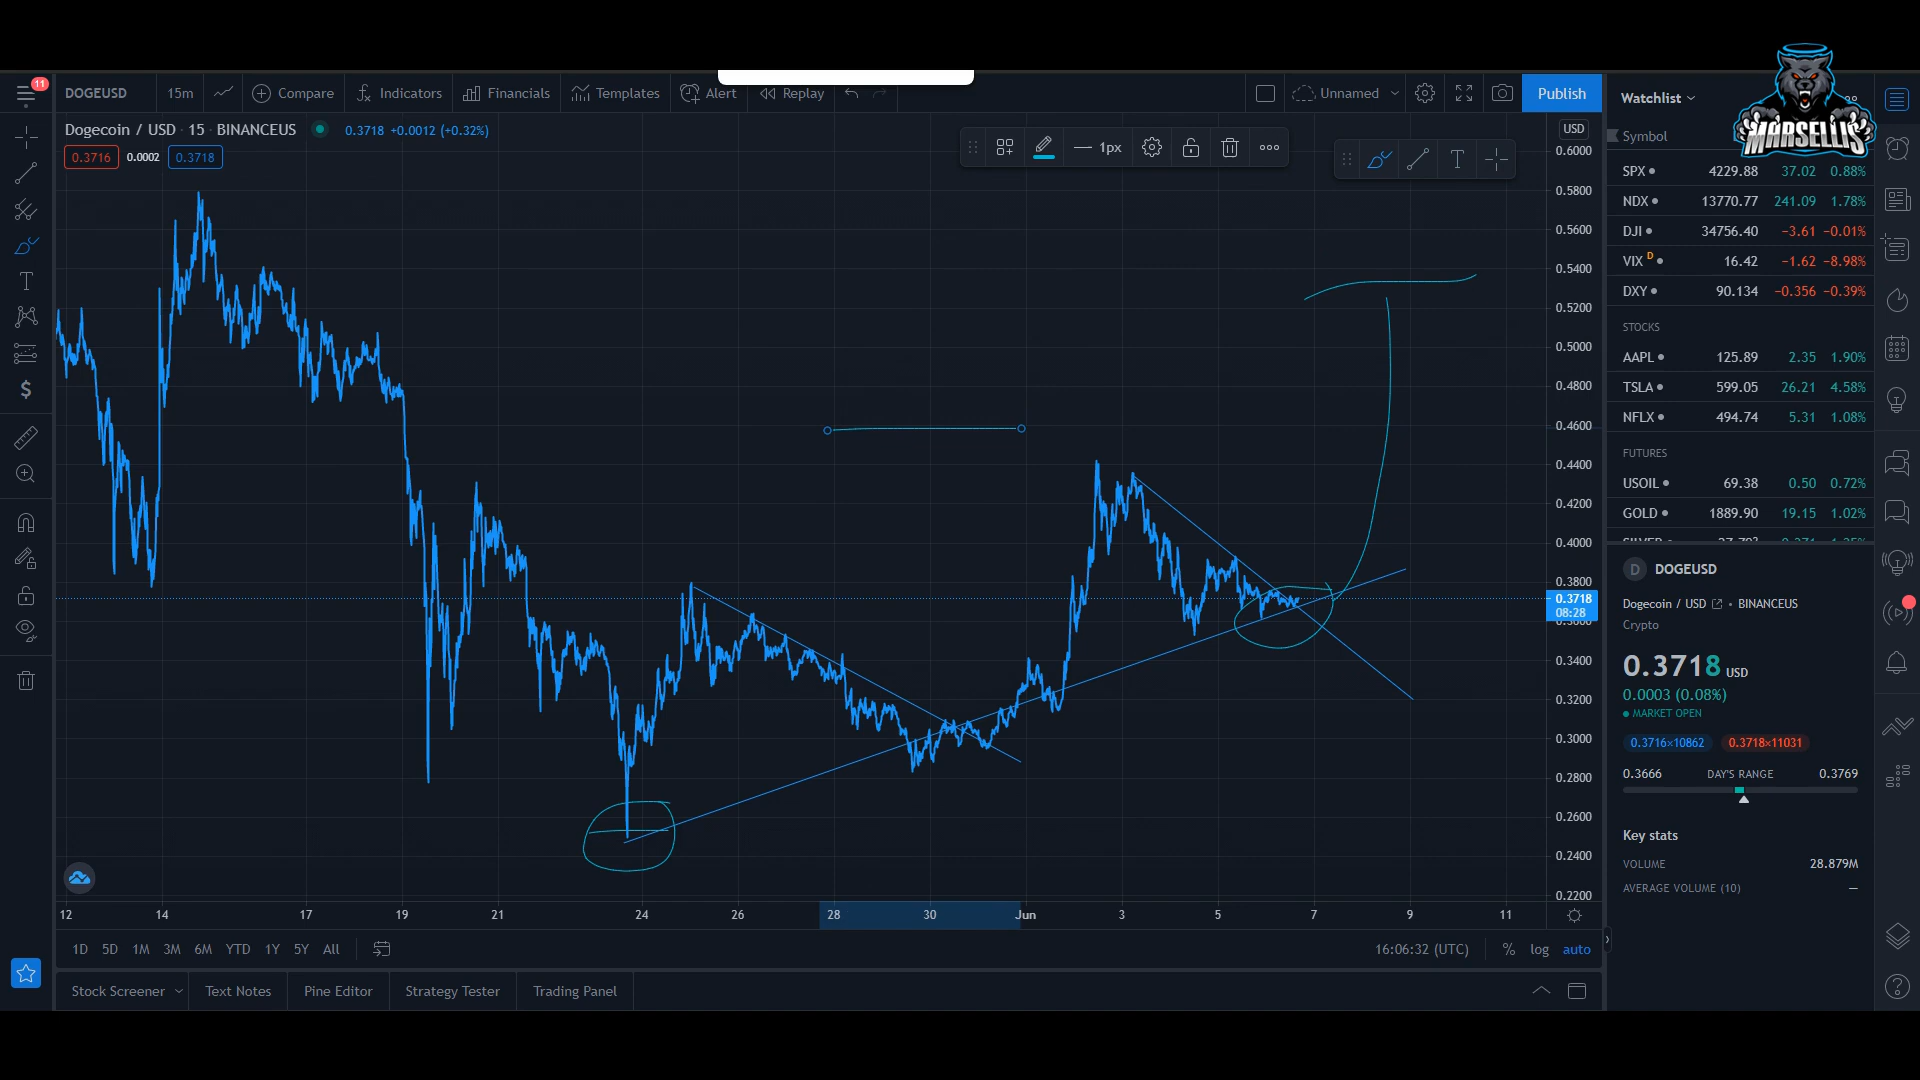 11
DOGEUSD
15m
Compare
Indicators
Financials
Templates
Alert
Replay
Unnamed
Publish
Watchlist
MARSELLIS
Dogecoin / USD · 15 · BINANCEUS 0.3718 +0.0012 (+0.32%)
0.3716 0.0002 0.3718
1px
T
USD
0.6000
0.5800
0.5600
0.5400
0.5200
0.5000
0.4800
0.4600
0.4400
0.4200
0.4000
0.3800
0.3718
08:28
0.3600
0.3400
0.3200
0.3000
0.2800
0.2600
0.2400
0.2200
12 14 17 19 21 24 26 28 30 Jun 3 5 7 9 11
1D 5D 1M 3M 6M YTD 1Y 5Y All
16:06:32 (UTC) % log auto
Stock Screener Text Notes Pine Editor Strategy Tester Trading Panel
Symbol
SPX 4229.88 37.02 0.88%
NDX 13770.77 241.09 1.78%
DJI 34756.40 −3.61 −0.01%
VIX D 16.42 −1.62 −8.98%
DXY 90.134 −0.356 −0.39%
STOCKS
AAPL 125.89 2.35 1.90%
TSLA 599.05 26.21 4.58%
NFLX 494.74 5.31 1.08%
FUTURES
USOIL 69.38 0.50 0.72%
GOLD 1889.90 19.15 1.02%
D DOGEUSD
Dogecoin / USD • BINANCEUS
Crypto
0.3718 USD
0.0003 (0.08%)
MARKET OPEN
0.3716×10862 0.3718×11031
0.3666 DAY'S RANGE 0.3769
Key stats
VOLUME 28.879M
AVERAGE VOLUME (10) —